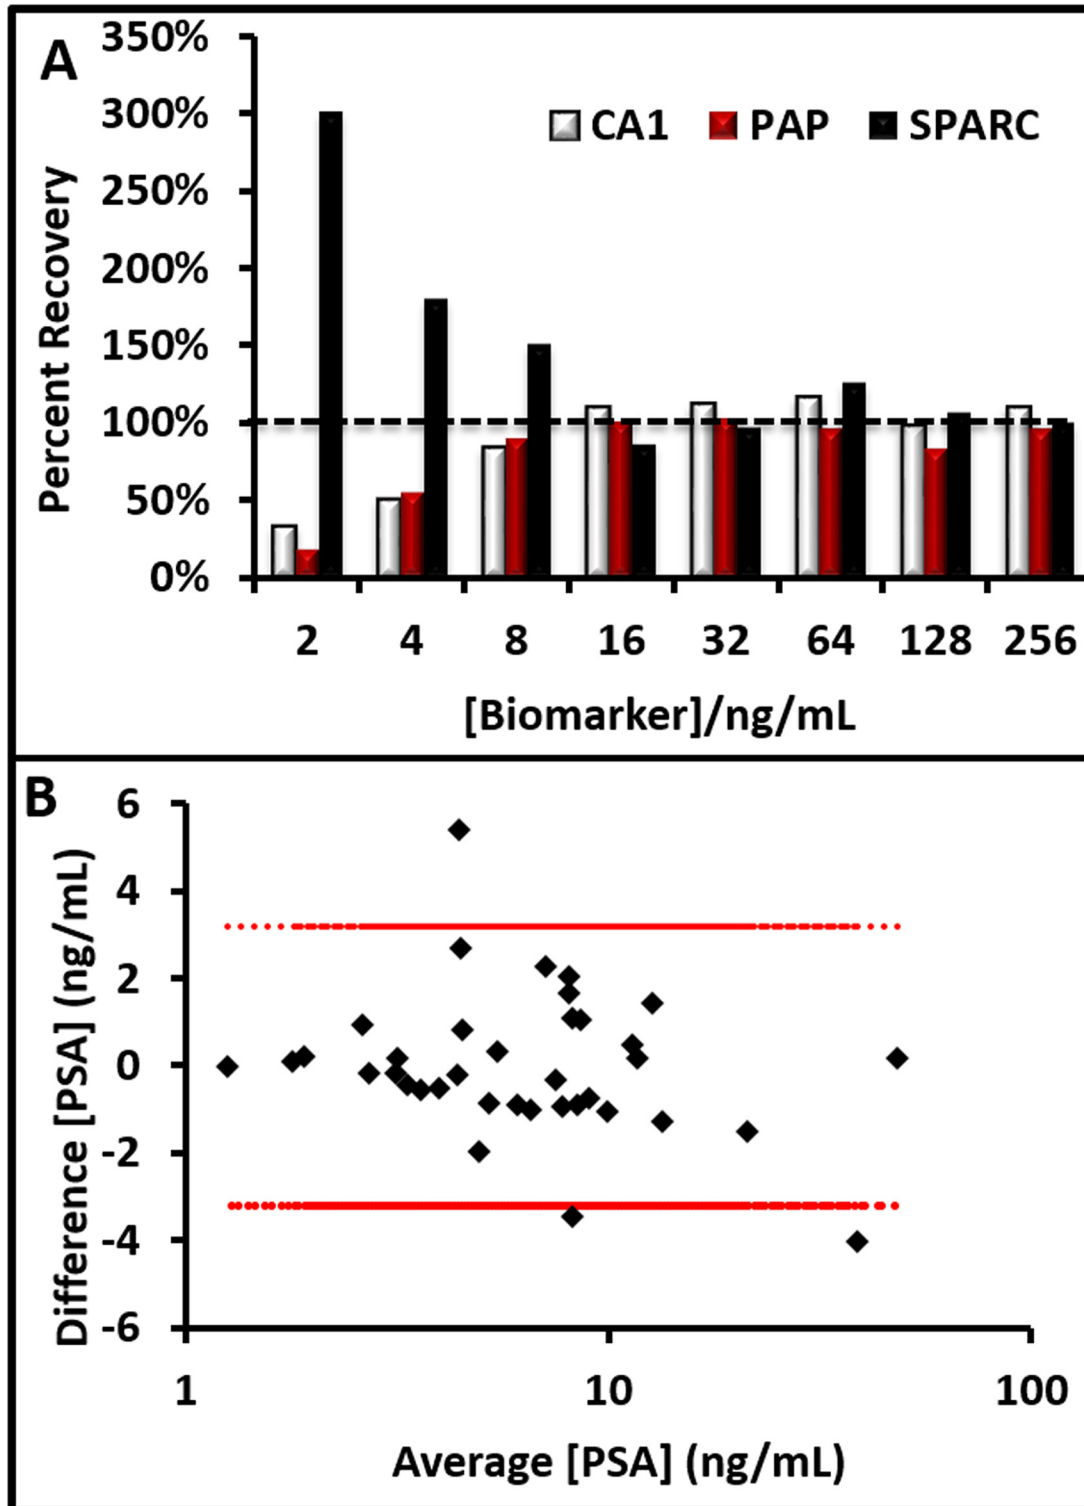 A
350%
300%
250%
200%
150%
100%
50%
0%
Percent Recovery
CA1 PAP SPARC
2 4 8 16 32 64 128 256
[Biomarker]/ng/mL
B
6
4
2
0
-2
-4
-6
Difference [PSA] (ng/mL)
1 10 100
Average [PSA] (ng/mL)